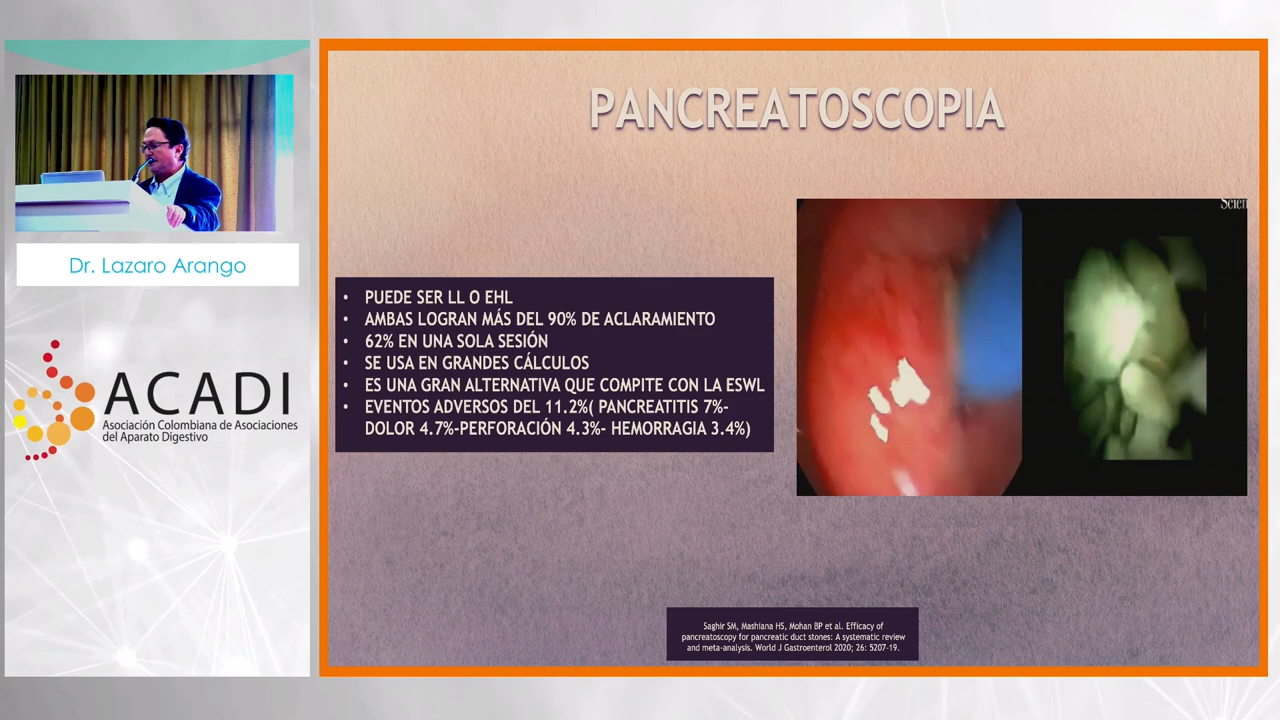 PANCREATOSCOPIA
Dr. Lazaro Arango
ACADI
Asociación Colombiana de Asociaciones
del Aparato Digestivo
• PUEDE SER LL O EHL
• AMBAS LOGRAN MÁS DEL 90% DE ACLARAMIENTO
• 62% EN UNA SOLA SESIÓN
• SE USA EN GRANDES CÁLCULOS
• ES UNA GRAN ALTERNATIVA QUE COMPITE CON LA ESWL
• EVENTOS ADVERSOS DEL 11.2%( PANCREATITIS 7%-
DOLOR 4.7%-PERFORACIÓN 4.3%- HEMORRAGIA 3.4%)
Scien
Saghir SM, Mashiana HS, Mohan BP et al. Efficacy of
pancreatoscopy for pancreatic duct stones: A systematic review
and meta-analysis. World J Gastroenterol 2020; 26: 5207-19.